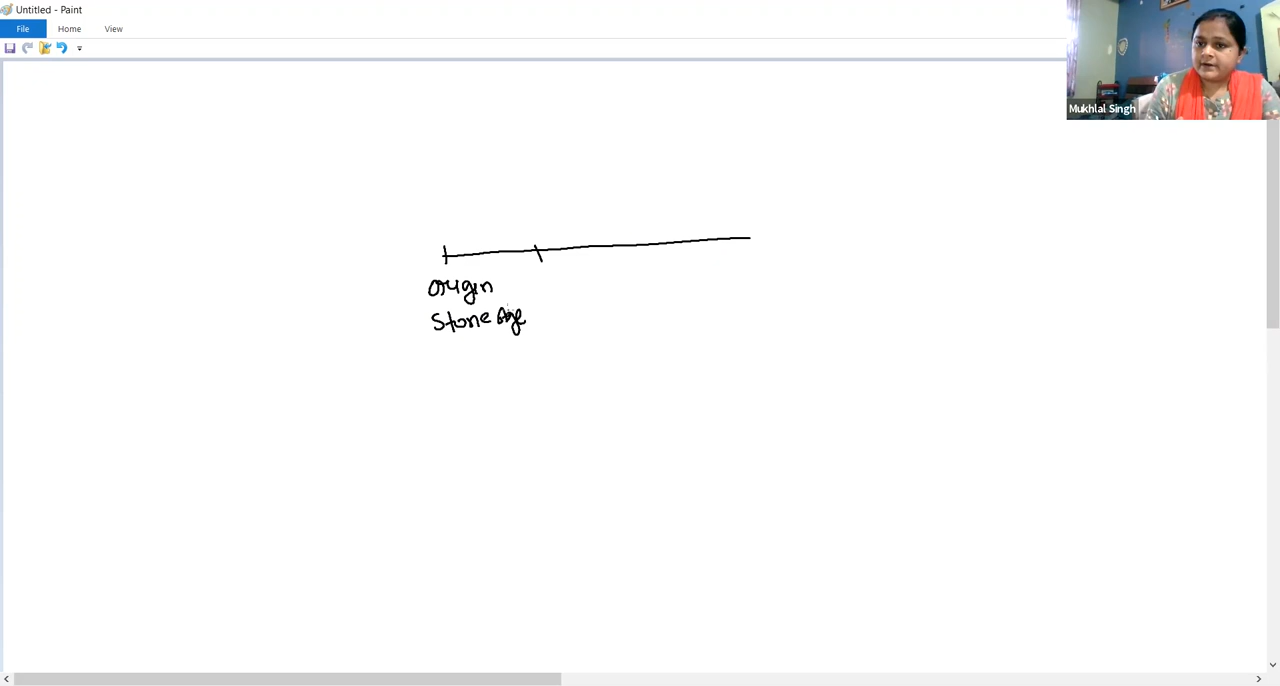 Untitled - Paint
File Home View
Mukhlal Singh
origin
Stone Age